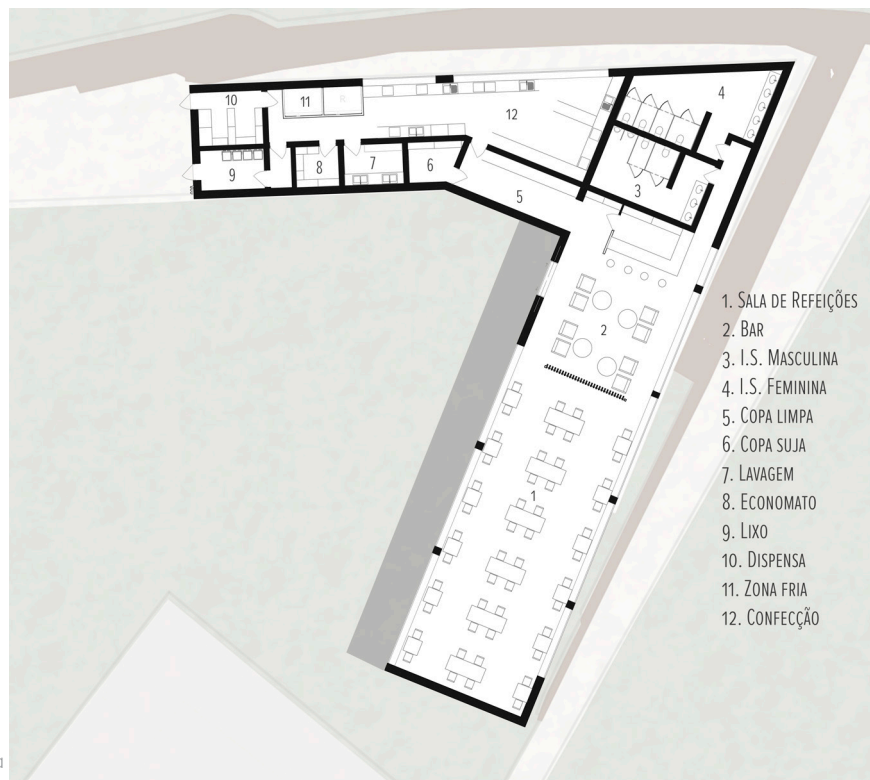 10
11
R
12
4
9
8
7
6
5
3
2
1
1. Sala de Refeições
2. Bar
3. I.S. Masculina
4. I.S. Feminina
5. Copa limpa
6. Copa suja
7. Lavagem
8. Economato
9. Lixo
10. Dispensa
11. Zona fria
12. Confecção